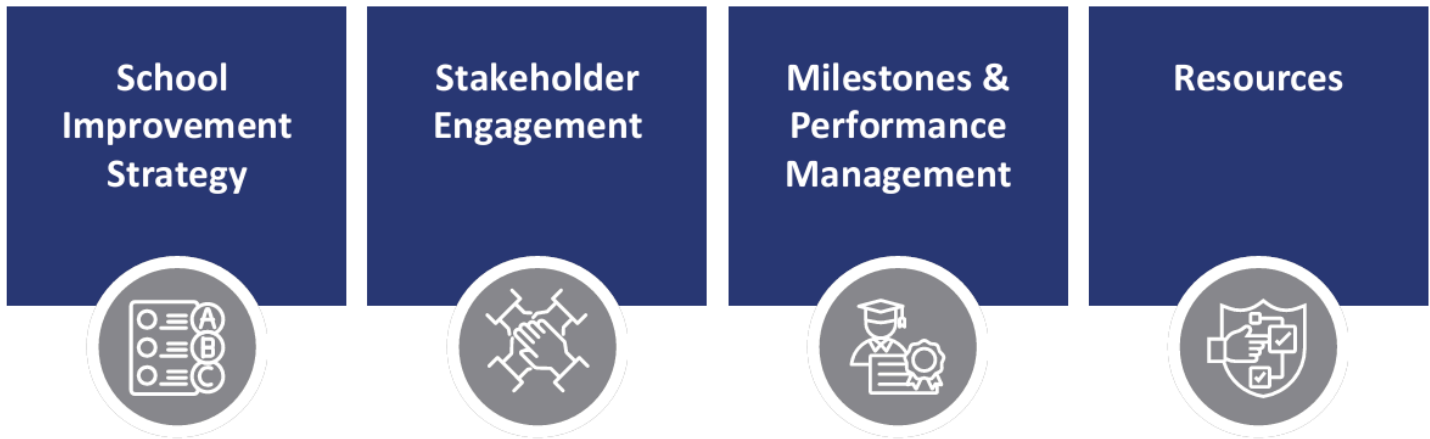 School
Improvement
Strategy
Stakeholder
Engagement
Milestones &
Performance
Management
Resources
A
B
C